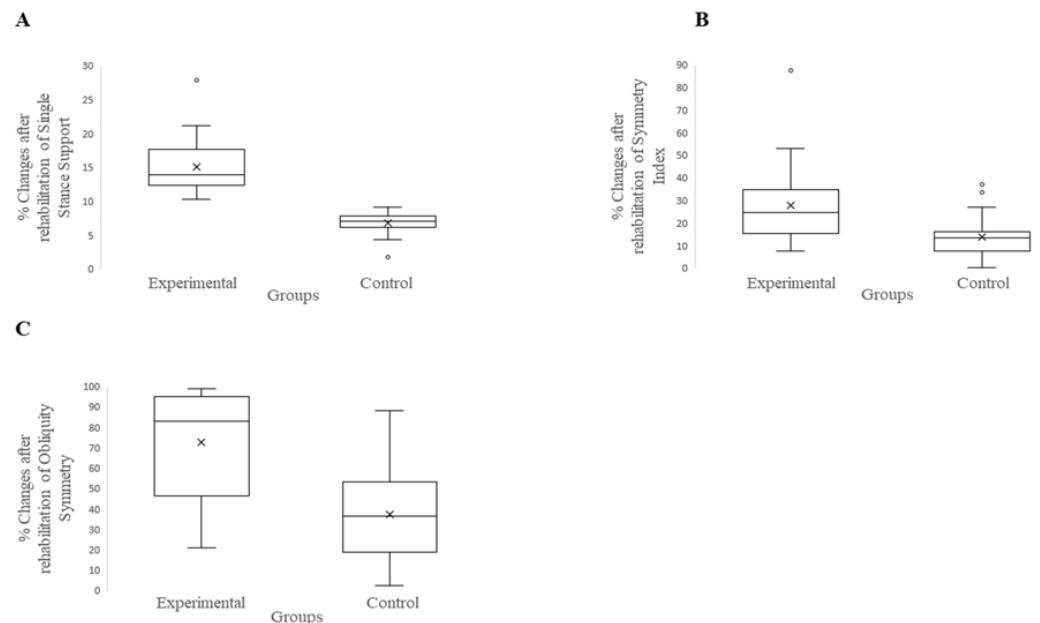 A
% Changes after
rehabilitation of Single
Stance Support
30
25
20
15
10
5
0
Experimental
Control
Groups
B
% Changes after
rehabilitation of Symmetry
Index
90
80
70
60
50
40
30
20
10
0
Experimental
Control
Groups
C
% Changes after
rehabilitation of Obliquity
Symmetry
100
90
80
70
60
50
40
30
20
10
0
Experimental
Control
Groups